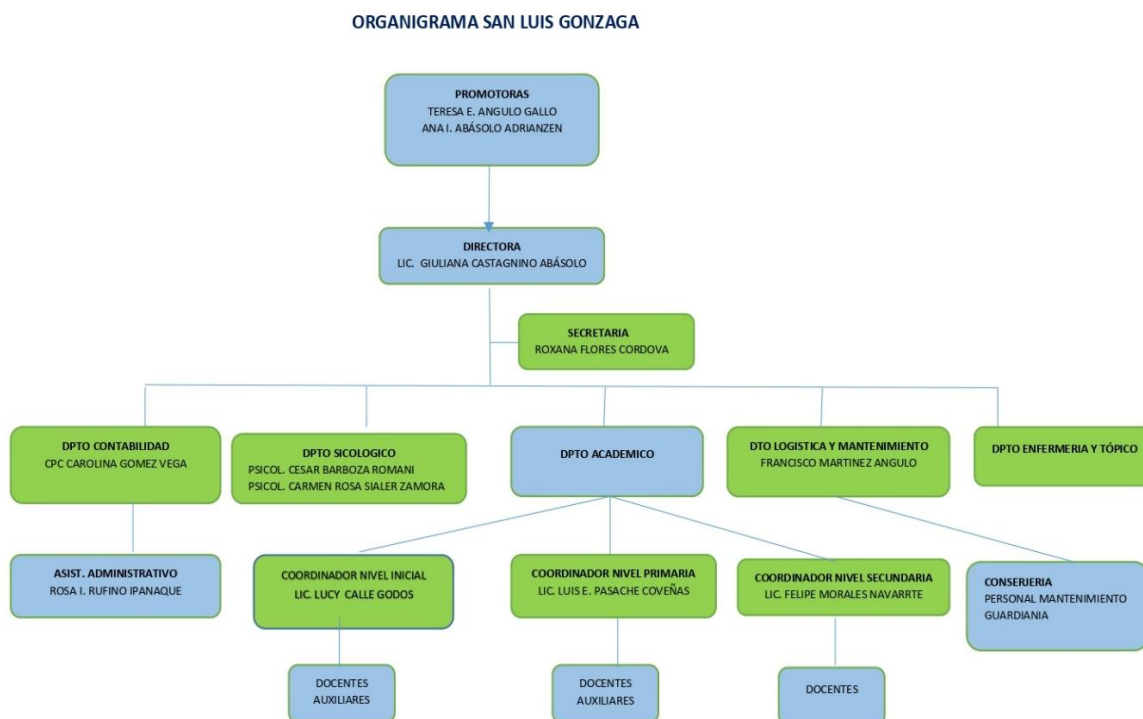 ORGANIGRAMA SAN LUIS GONZAGA
PROMOTORAS
TERESA E. ANGULO GALLO
ANA I. ABÁSOLO ADRIANZEN
DIRECTORA
LIC. GIULIANA CASTAGNINO ABÁSOLO
SECRETARIA
ROXANA FLORES CORDOVA
DPTO CONTABILIDAD
CPC CAROLINA GOMEZ VEGA
DPTO SICOLOGICO
PSICOL. CESAR BARBOZA ROMANI
PSICOL. CARMEN ROSA SIALER ZAMORA
DPTO ACADEMICO
DTO LOGISTICA Y MANTENIMIENTO
FRANCISCO MARTINEZ ANGULO
DPTO ENFERMERIA Y TÓPICO
ASIST. ADMINISTRATIVO
ROSA I. RUFINO IPANAQUE
COORDINADOR NIVEL INICIAL
LIC. LUCY CALLE GODOS
COORDINADOR NIVEL PRIMARIA
LIC. LUIS E. PASACHE COVEÑAS
COORDINADOR NIVEL SECUNDARIA
LIC. FELIPE MORALES NAVARRTE
CONSERJERIA
PERSONAL MANTENIMIENTO
GUARDIANIA
DOCENTES
AUXILIARES
DOCENTES
AUXILIARES
DOCENTES